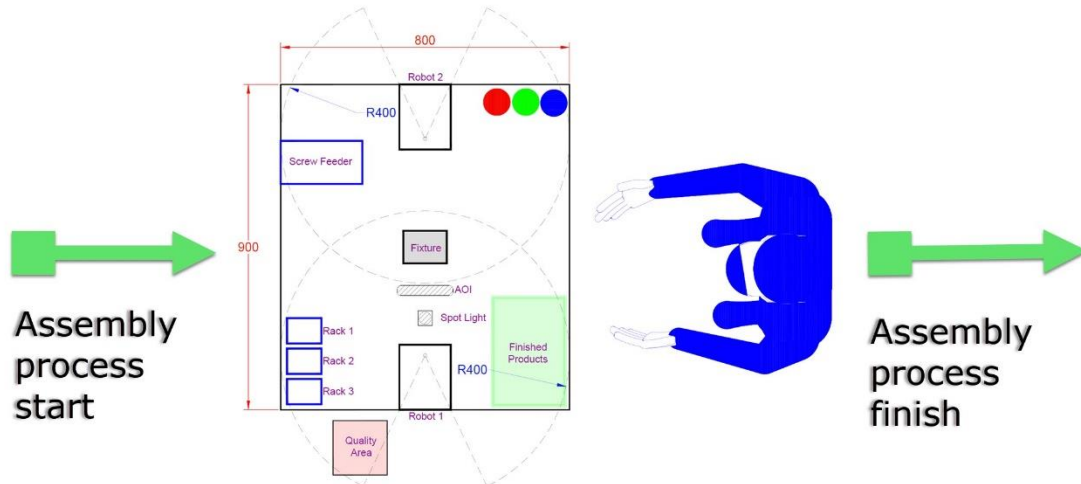 800
Robot 2
R400
Screw Feeder
900
Fixture
AOI
Spot Light
Rack 1
Rack 2
Rack 3
Finished
Products
R400
Robot 1
Quality
Area
Assembly
process
start
Assembly
process
finish